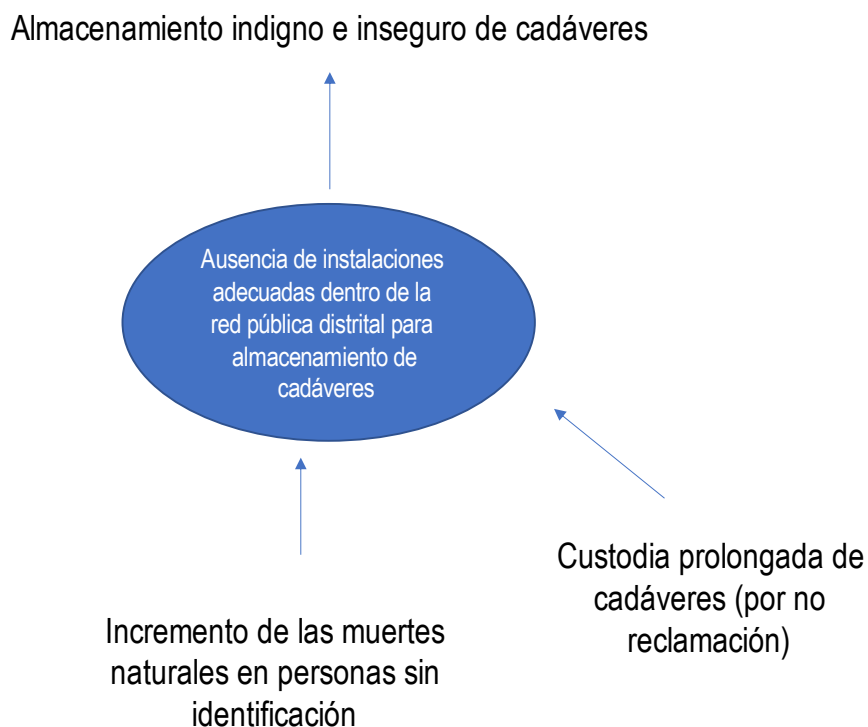 Almacenamiento indigno e inseguro de cadáveres
Ausencia de instalaciones
adecuadas dentro de la
red pública distrital para
almacenamiento de
cadáveres
Custodia prolongada de
cadáveres (por no
reclamación)
Incremento de las muertes
naturales en personas sin
identificación